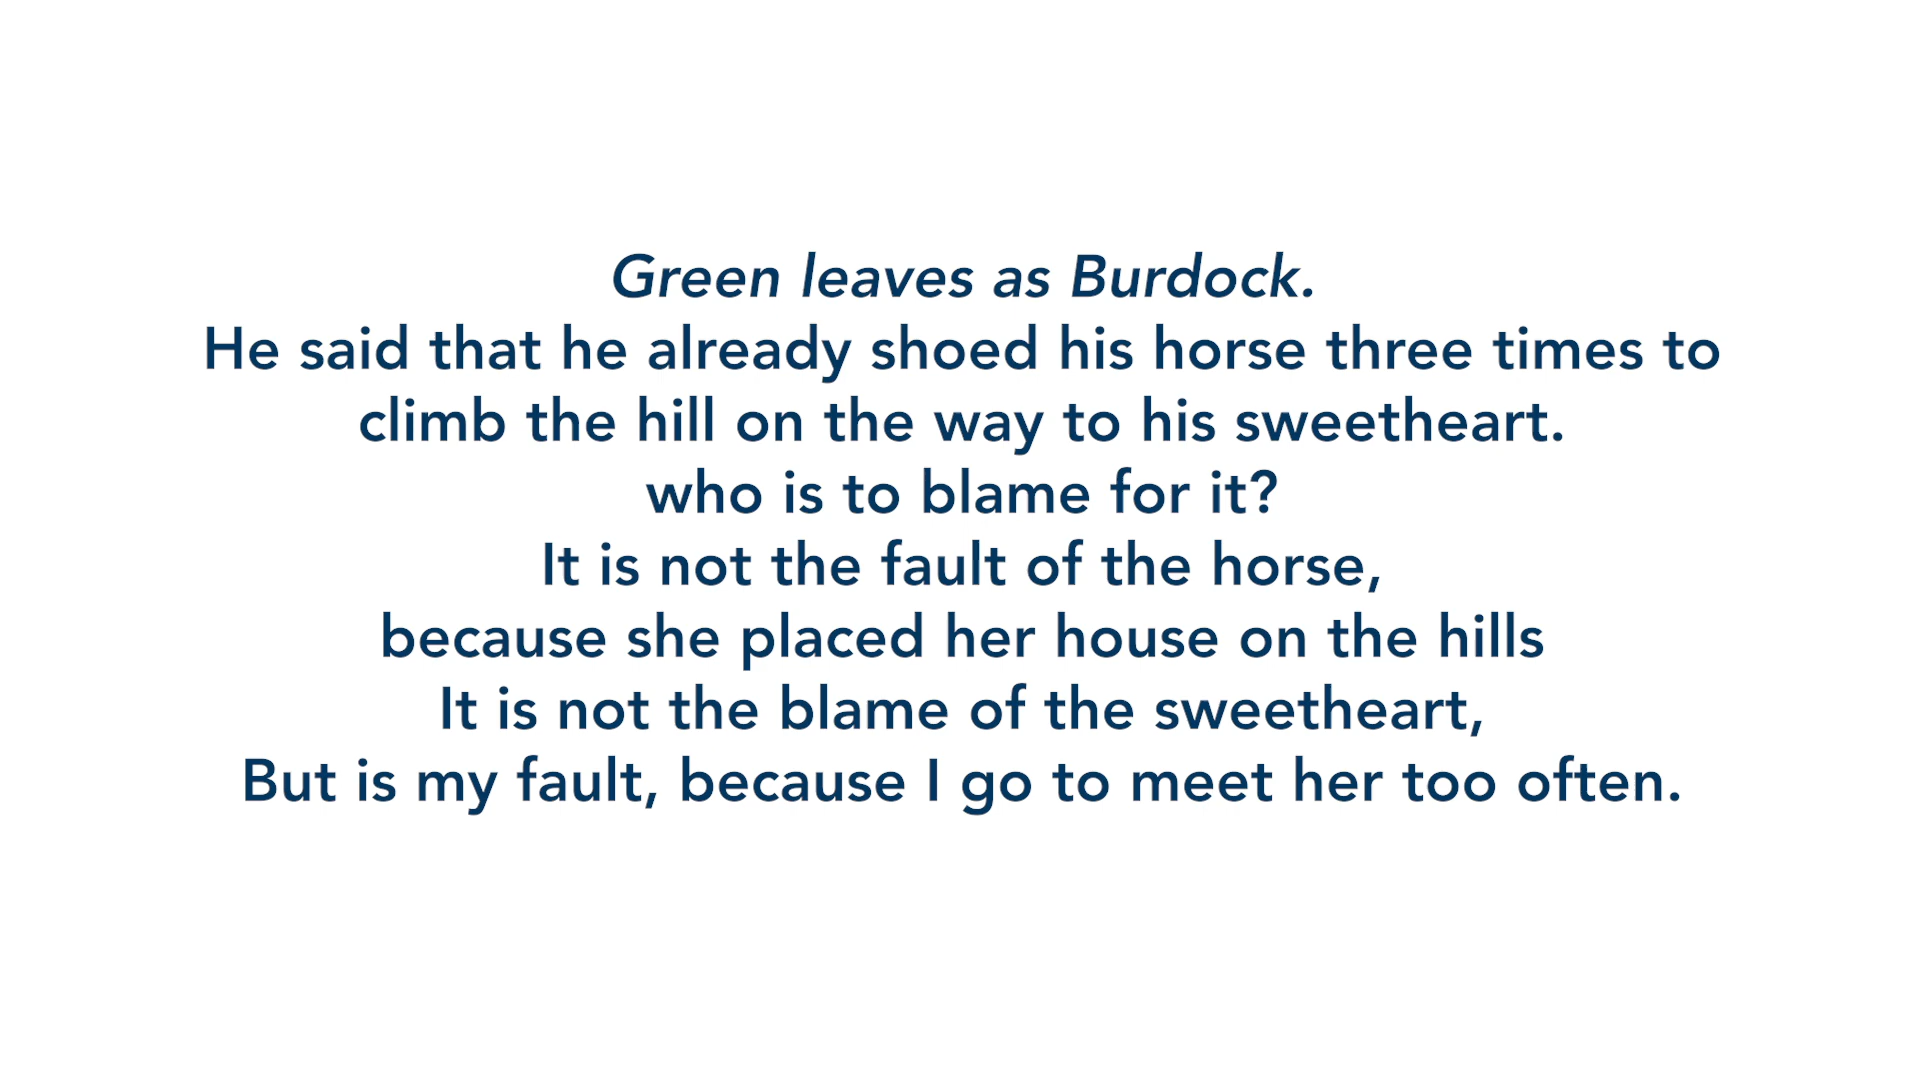 Green leaves as Burdock.
He said that he already shoed his horse three times to
climb the hill on the way to his sweetheart.
who is to blame for it?
It is not the fault of the horse,
because she placed her house on the hills
It is not the blame of the sweetheart,
But is my fault, because I go to meet her too often.